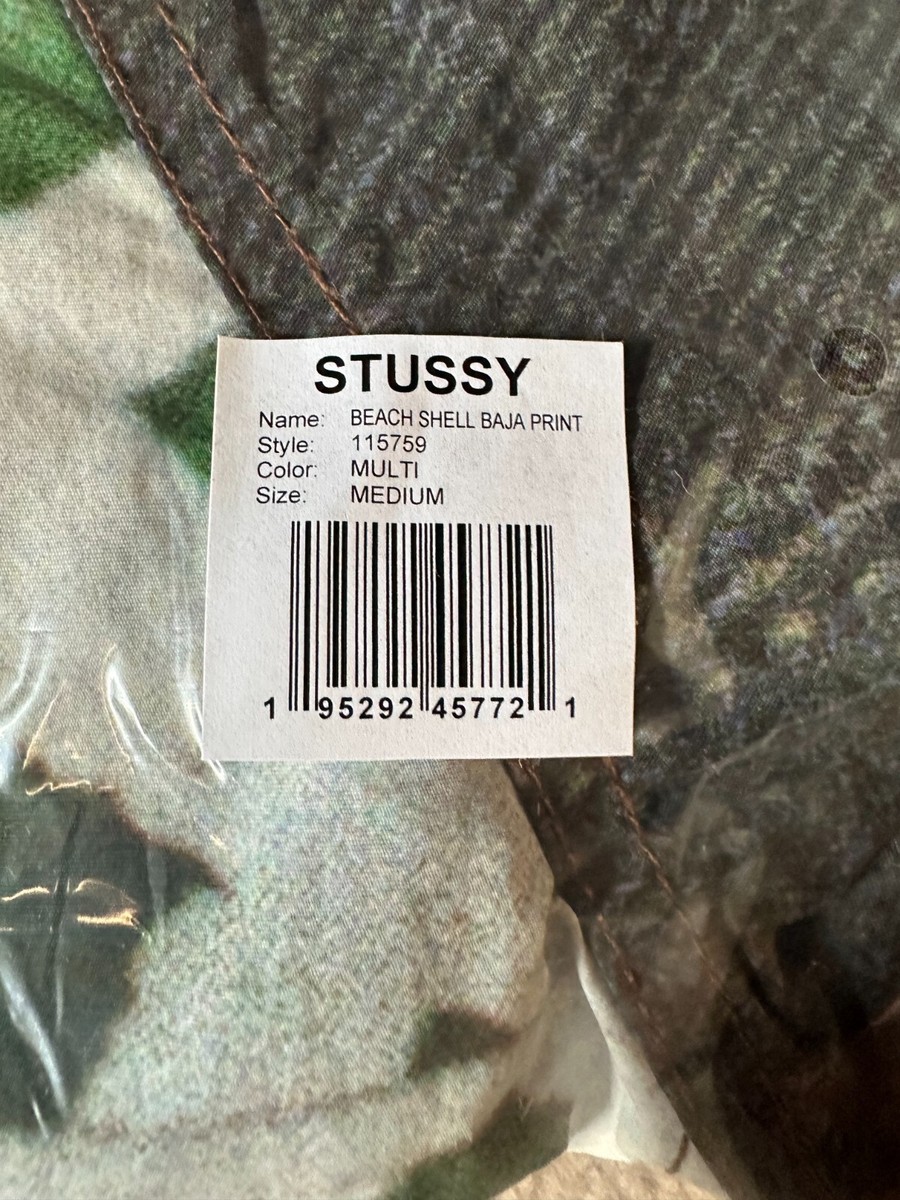 STUSSY
Name: BEACH SHELL BAJA PRINT
Style: 115759
Color: MULTI
Size: MEDIUM
1 95292 45772 1